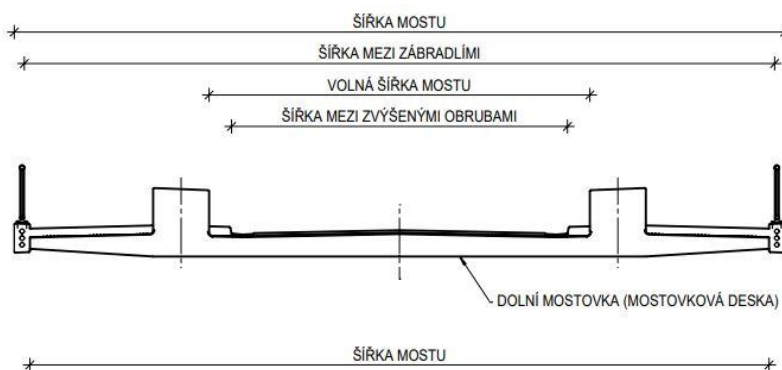 ŠÍŘKA MOSTU
ŠÍŘKA MEZI ZÁBRADLÍMI
VOLNÁ ŠÍŘKA MOSTU
ŠÍŘKA MEZI ZVÝŠENÝMI OBRUBAMI
DOLNÍ MOSTOVKA (MOSTOVKOVÁ DESKA)
ŠÍŘKA MOSTU